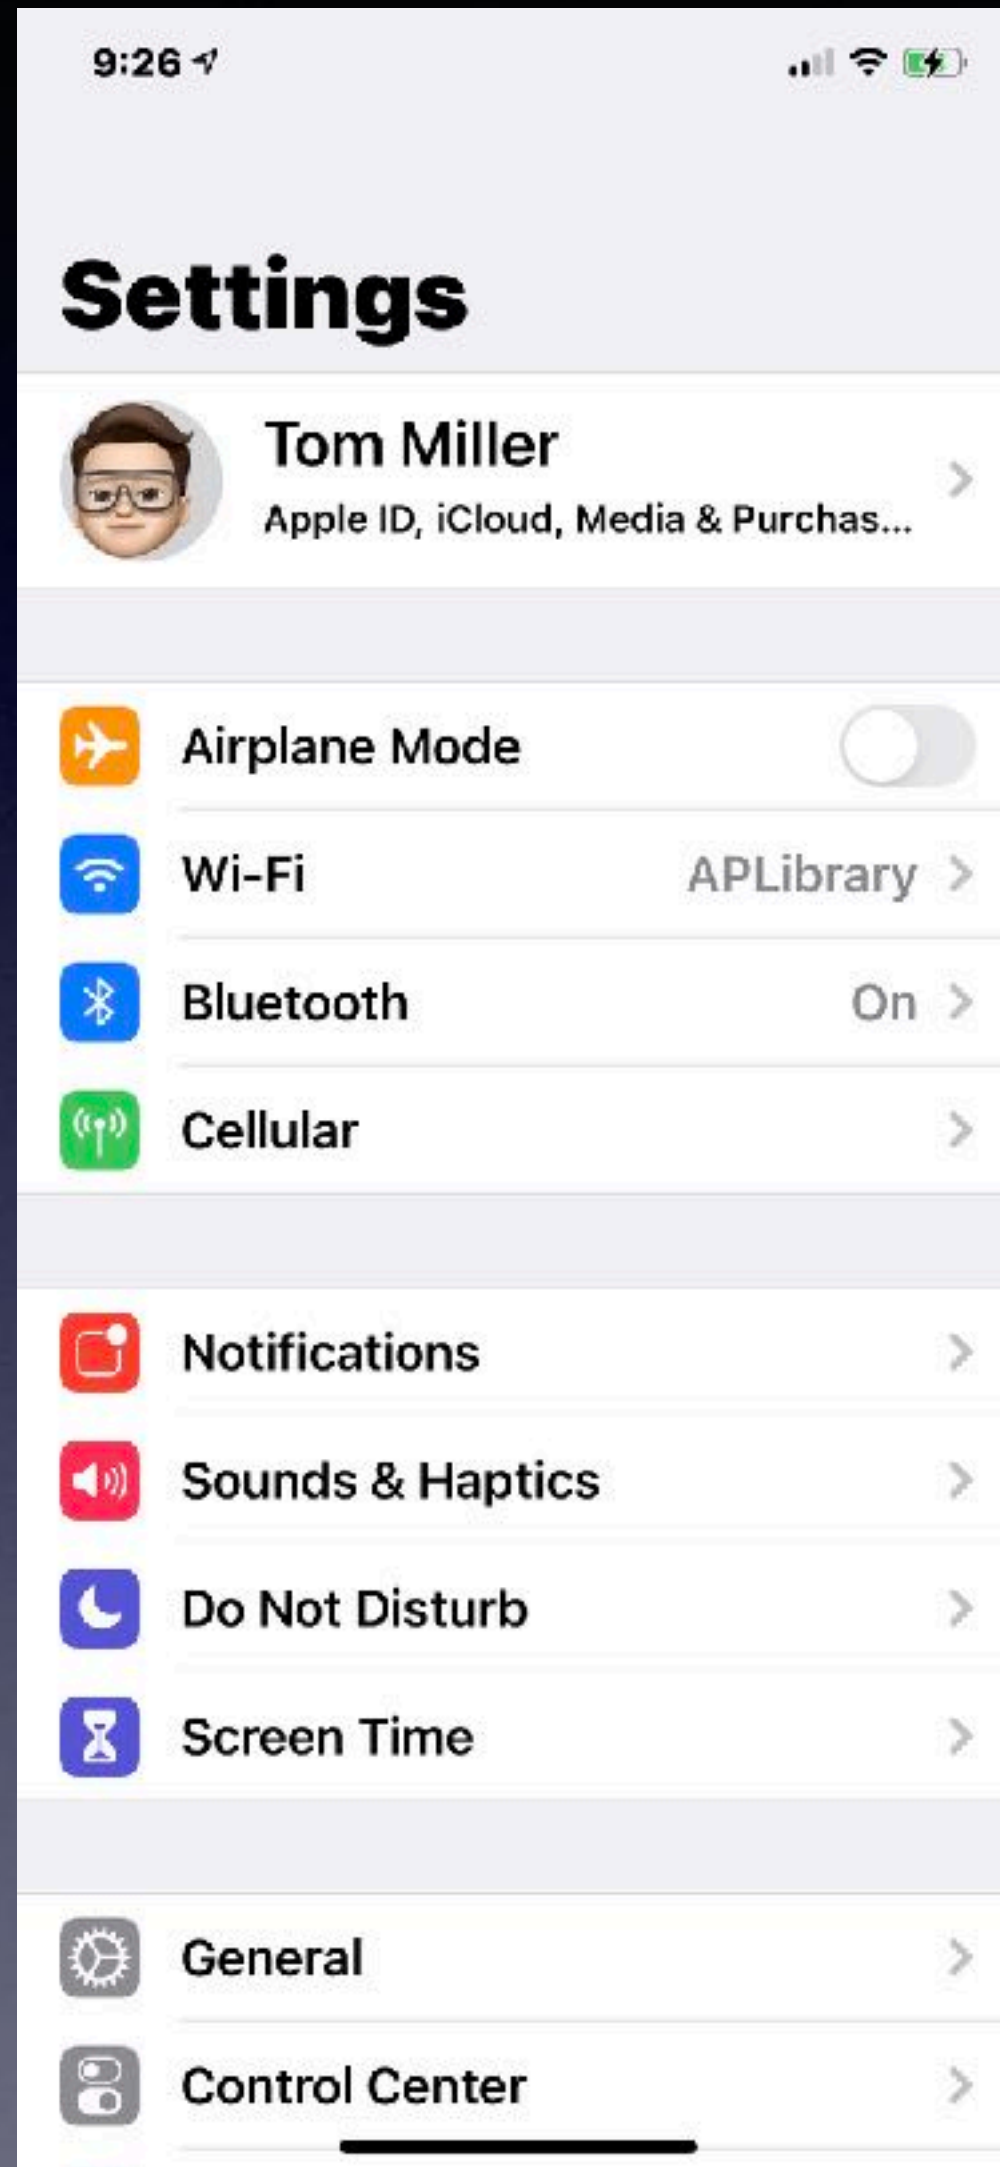 9:26
Settings
Tom Miller
Apple ID, iCloud, Media & Purchas...
Airplane Mode
Wi-Fi APLibrary
Bluetooth On
Cellular
Notifications
Sounds & Haptics
Do Not Disturb
Screen Time
General
Control Center